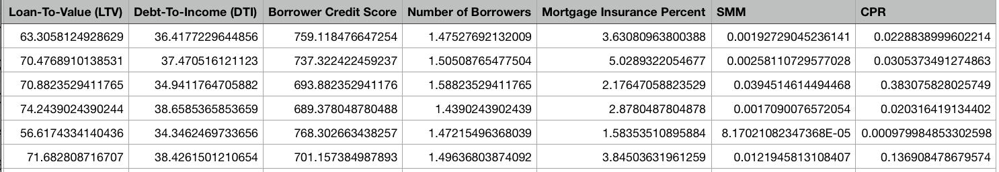 Loan-To-Value (LTV) Debt-To-Income (DTI) Borrower Credit Score Number of Borrowers Mortgage Insurance Percent SMM CPR
63.3058124928629 36.4177229644856 759.118476647254 1.47527692132009 3.63080963800388 0.00192729045236141 0.0228838999602214
70.4768910138531 37.470516121123 737.322422459237 1.50508765477504 5.0289322054677 0.00258110729577028 0.0305373491274863
70.8823529411765 34.9411764705882 693.882352941176 1.58823529411765 2.17647058823529 0.0394514614494468 0.383075828025749
74.2439024390244 38.6585365853659 689.378048780488 1.4390243902439 2.8780487804878 0.0017090076572054 0.020316419134402
56.6174334140436 34.3462469733656 768.302663438257 1.47215496368039 1.58353510895884 8.17021082347368E-05 0.000979984853302598
71.682808716707 38.4261501210654 701.157384987893 1.49636803874092 3.84503631961259 0.0121945813108407 0.136908478679574